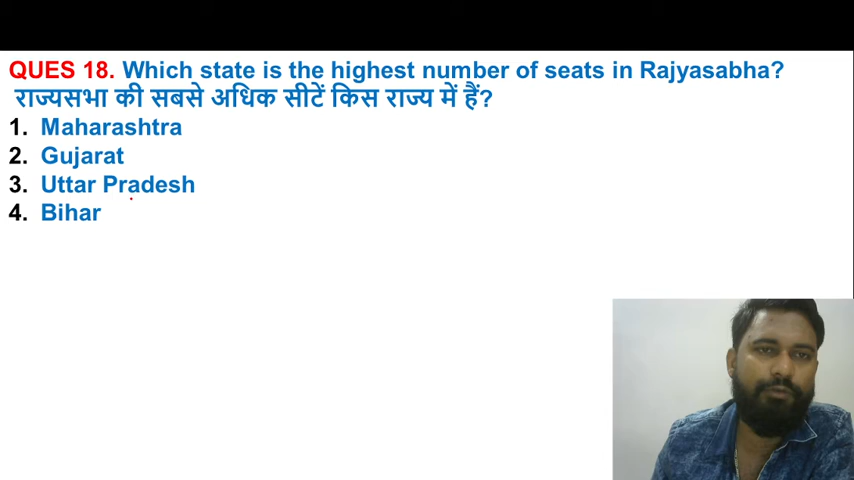 QUES 18. Which state is the highest number of seats in Rajyasabha?
राज्यसभा की सबसे अधिक सीटें किस राज्य में हैं?
1. Maharashtra
2. Gujarat
3. Uttar Pradesh
4. Bihar